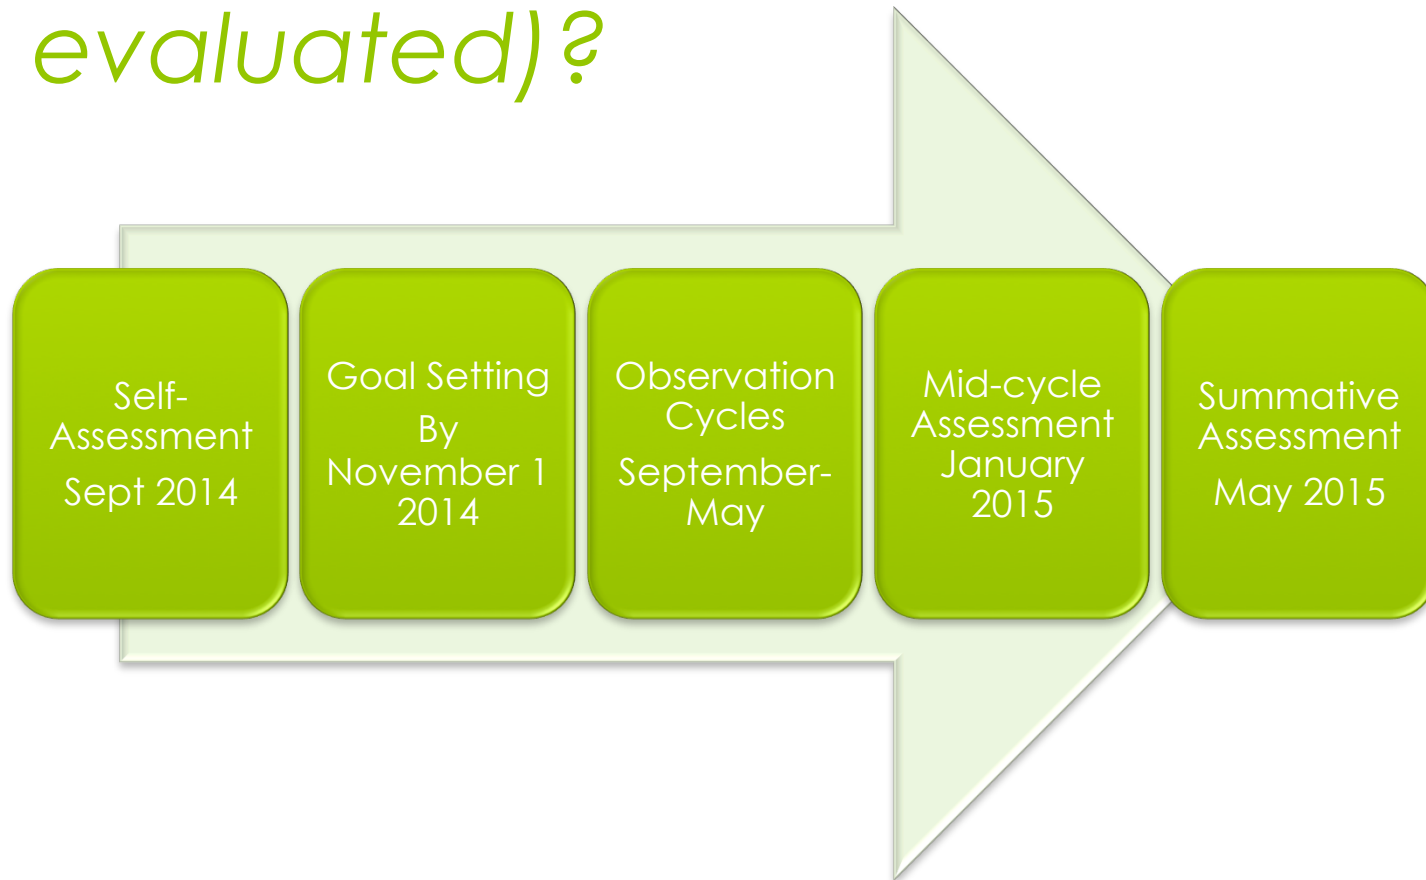 evaluated)?
Self-
Assessment
Sept 2014
Goal Setting
By
November 1
2014
Observation
Cycles
September-
May
Mid-cycle
Assessment
January
2015
Summative
Assessment
May 2015